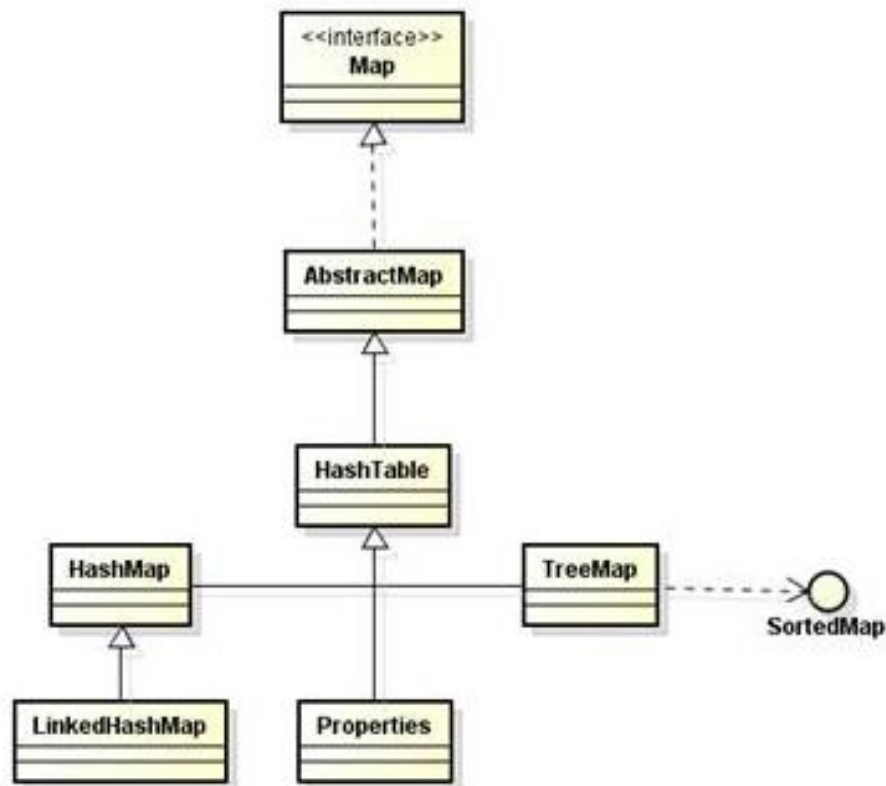 <<interface>>
Map
AbstractMap
HashTable
HashMap
TreeMap
SortedMap
LinkedHashMap
Properties